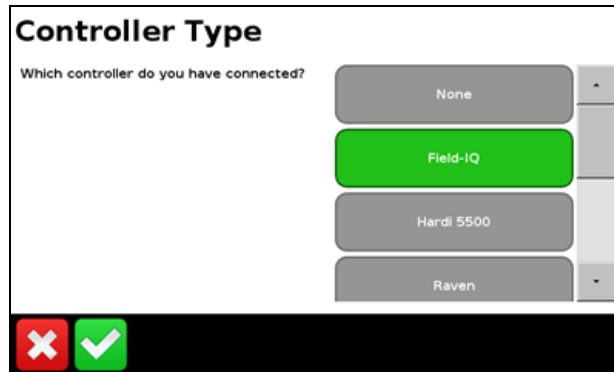 Controller Type
Which controller do you have connected?
None
Field-IQ
Hardi 5500
Raven